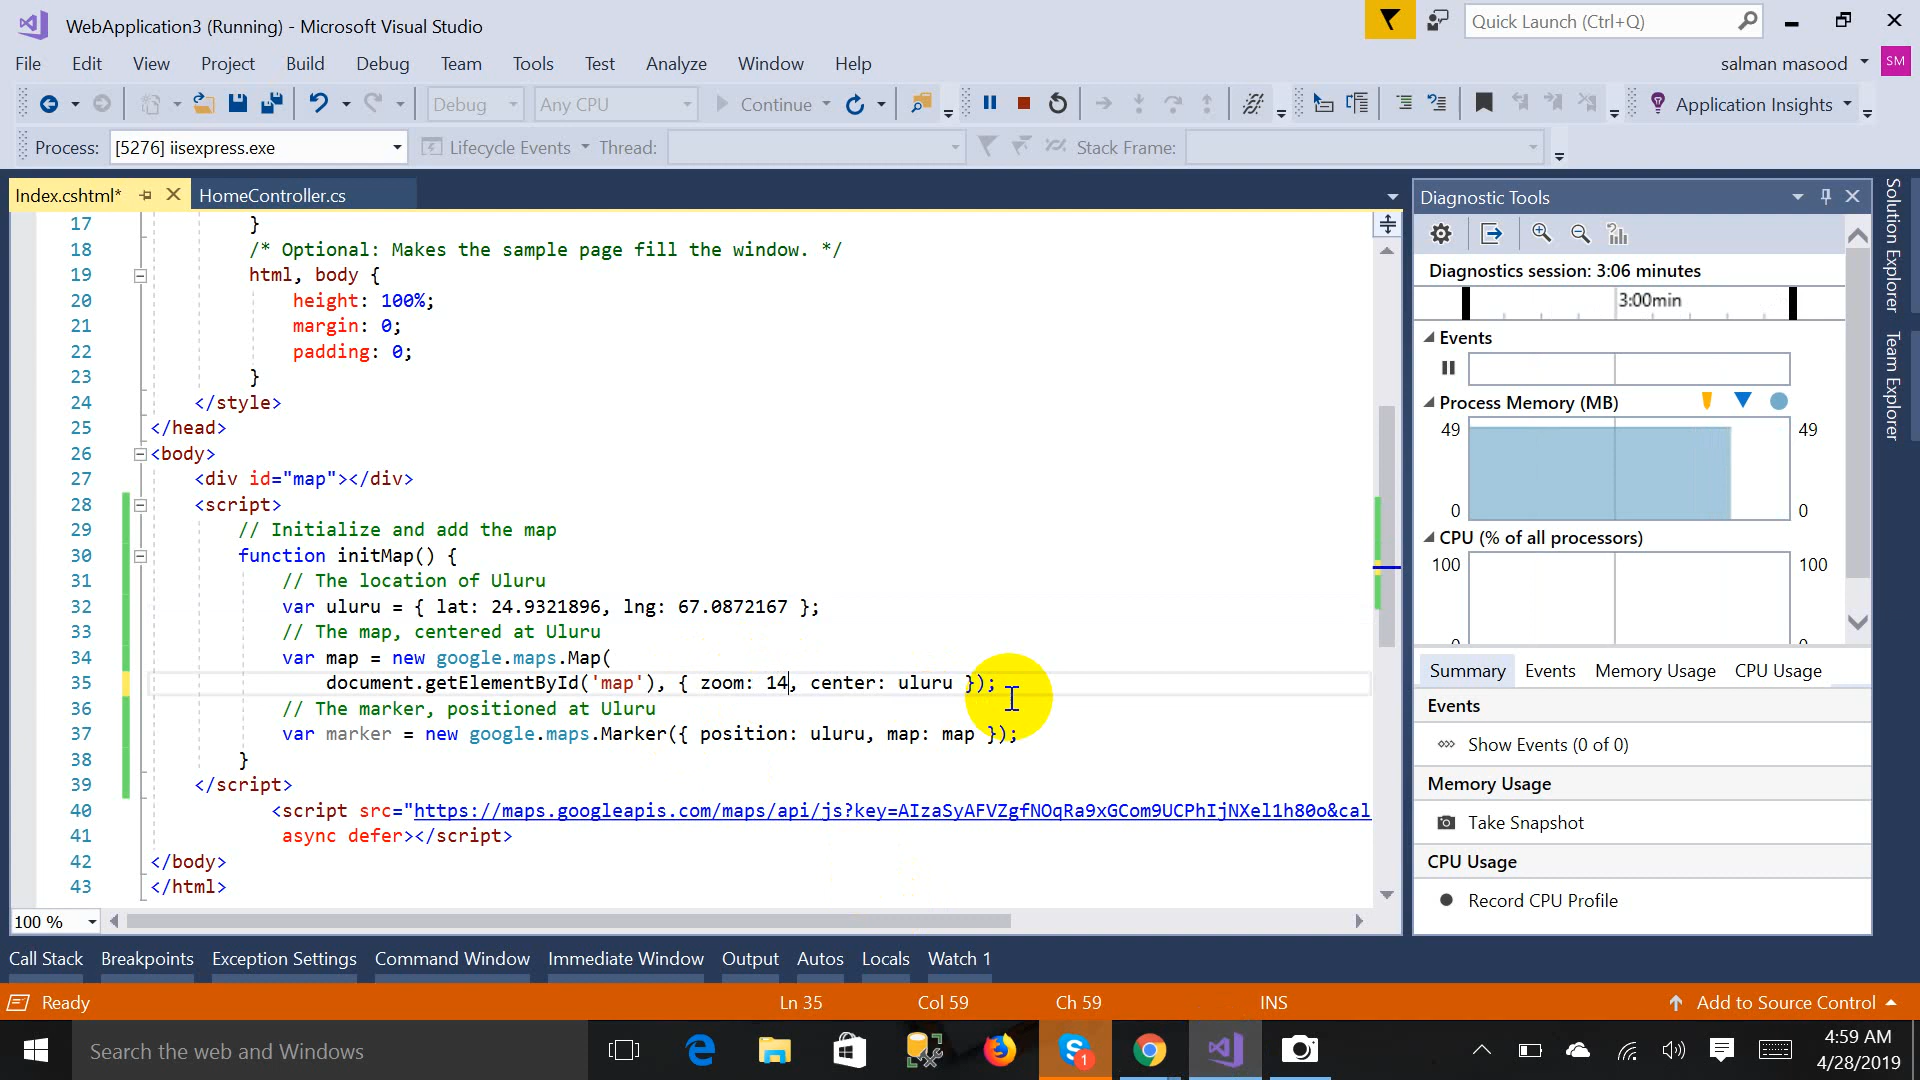 WebApplication3 (Running) - Microsoft Visual Studio
Quick Launch (Ctrl+Q)
File Edit View Project Build Debug Team Tools Test Analyze Window Help
salman masood SM
Debug Any CPU Continue Application Insights
Process: [5276] iisexpress.exe Lifecycle Events Thread: Stack Frame:
Index.cshtml* HomeController.cs
17 }
18 /* Optional: Makes the sample page fill the window. */
19 html, body {
20 height: 100%;
21 margin: 0;
22 padding: 0;
23 }
24 </style>
25 </head>
26 <body>
27 <div id="map"></div>
28 <script>
29 // Initialize and add the map
30 function initMap() {
31 // The location of Uluru
32 var uluru = { lat: 24.9321896, lng: 67.0872167 };
33 // The map, centered at Uluru
34 var map = new google.maps.Map(
35 document.getElementById('map'), { zoom: 14, center: uluru });
36 // The marker, positioned at Uluru
37 var marker = new google.maps.Marker({ position: uluru, map: map });
38 }
39 </script>
40 <script src="https://maps.googleapis.com/maps/api/js?key=AIzaSyAFVZgfNOqRa9xGCom9UCPhIjNXel1h80o&cal
41 async defer></script>
42 </body>
43 </html>
100 %
Diagnostic Tools
Diagnostics session: 3:06 minutes
3:00min
Events
Process Memory (MB)
49 49
0 0
CPU (% of all processors)
100 100
Summary Events Memory Usage CPU Usage
Events
Show Events (0 of 0)
Memory Usage
Take Snapshot
CPU Usage
Record CPU Profile
Solution Explorer
Team Explorer
Call Stack Breakpoints Exception Settings Command Window Immediate Window Output Autos Locals Watch 1
Ready Ln 35 Col 59 Ch 59 INS Add to Source Control
Search the web and Windows
1
4:59 AM
4/28/2019